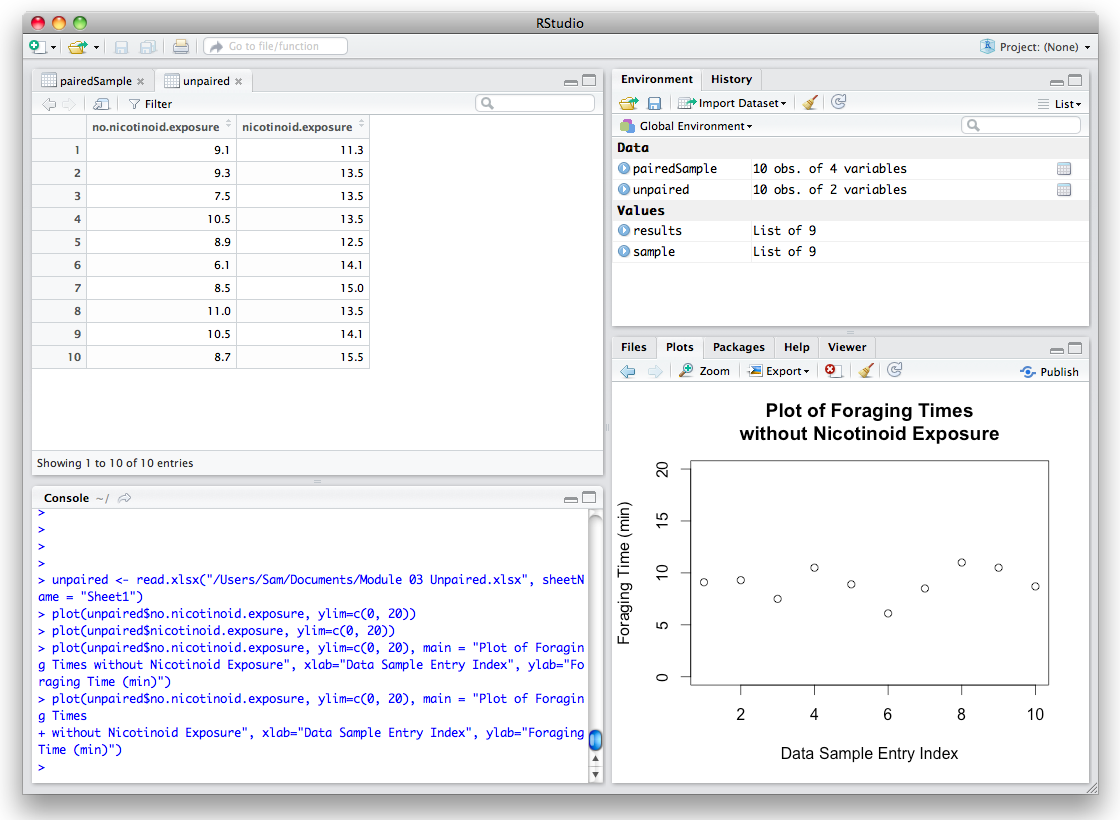 RStudio
Go to file/function
Project: (None)
pairedSample
unpaired
Filter
no.nicotinoid.exposure nicotinoid.exposure
1 9.1 11.3
2 9.3 13.5
3 7.5 13.5
4 10.5 13.5
5 8.9 12.5
6 6.1 14.1
7 8.5 15.0
8 11.0 13.5
9 10.5 14.1
10 8.7 15.5
Showing 1 to 10 of 10 entries
Console ~/
>
>
>
>
> unpaired <- read.xlsx("/Users/Sam/Documents/Module 03 Unpaired.xlsx", sheetN
ame = "Sheet1")
> plot(unpaired$no.nicotinoid.exposure, ylim=c(0, 20))
> plot(unpaired$nicotinoid.exposure, ylim=c(0, 20))
> plot(unpaired$no.nicotinoid.exposure, ylim=c(0, 20), main = "Plot of Foragin
g Times without Nicotinoid Exposure", xlab="Data Sample Entry Index", ylab="Fo
raging Time (min)")
> plot(unpaired$no.nicotinoid.exposure, ylim=c(0, 20), main = "Plot of Foragin
g Times
+ without Nicotinoid Exposure", xlab="Data Sample Entry Index", ylab="Foraging
Time (min)")
>
Environment History
Import Dataset
List
Global Environment
Data
pairedSample 10 obs. of 4 variables
unpaired 10 obs. of 2 variables
Values
results List of 9
sample List of 9
Files Plots Packages Help Viewer
Zoom Export Publish
Plot of Foraging Times
without Nicotinoid Exposure
Foraging Time (min)
20
15
10
5
0
2 4 6 8 10
Data Sample Entry Index